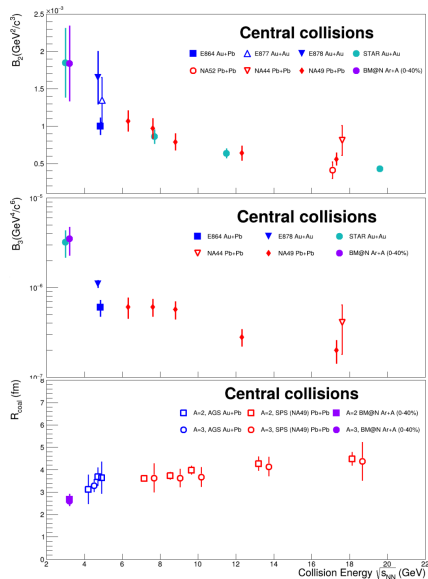 ×10⁻³
B₂(GeV²/c³)
2.5
2
1.5
1
0.5
Central collisions
E864 Au+Pb E877 Au+Au E878 Au+Au STAR Au+Au
NA52 Pb+Pb NA44 Pb+Pb NA49 Pb+Pb BM@N Ar+A (0-40%)
B₃(GeV⁴/c⁶)
10⁻⁵
10⁻⁶
10⁻⁷
Central collisions
E864 Au+Pb E878 Au+Au STAR Au+Au
NA44 Pb+Pb NA49 Pb+Pb BM@N Ar+A (0-40%)
R_coal (fm)
8
7
6
5
4
3
2
1
0
Central collisions
A=2, AGS Au+Pb A=2, SPS (NA49) Pb+Pb A=2 BM@N Ar+A (0-40%)
A=3, AGS Au+Pb A=3, SPS (NA49) Pb+Pb A=3, BM@N Ar+A (0-40%)
2 4 6 8 10 12 14 16 18 20 22
Collision Energy √S_NN (GeV)